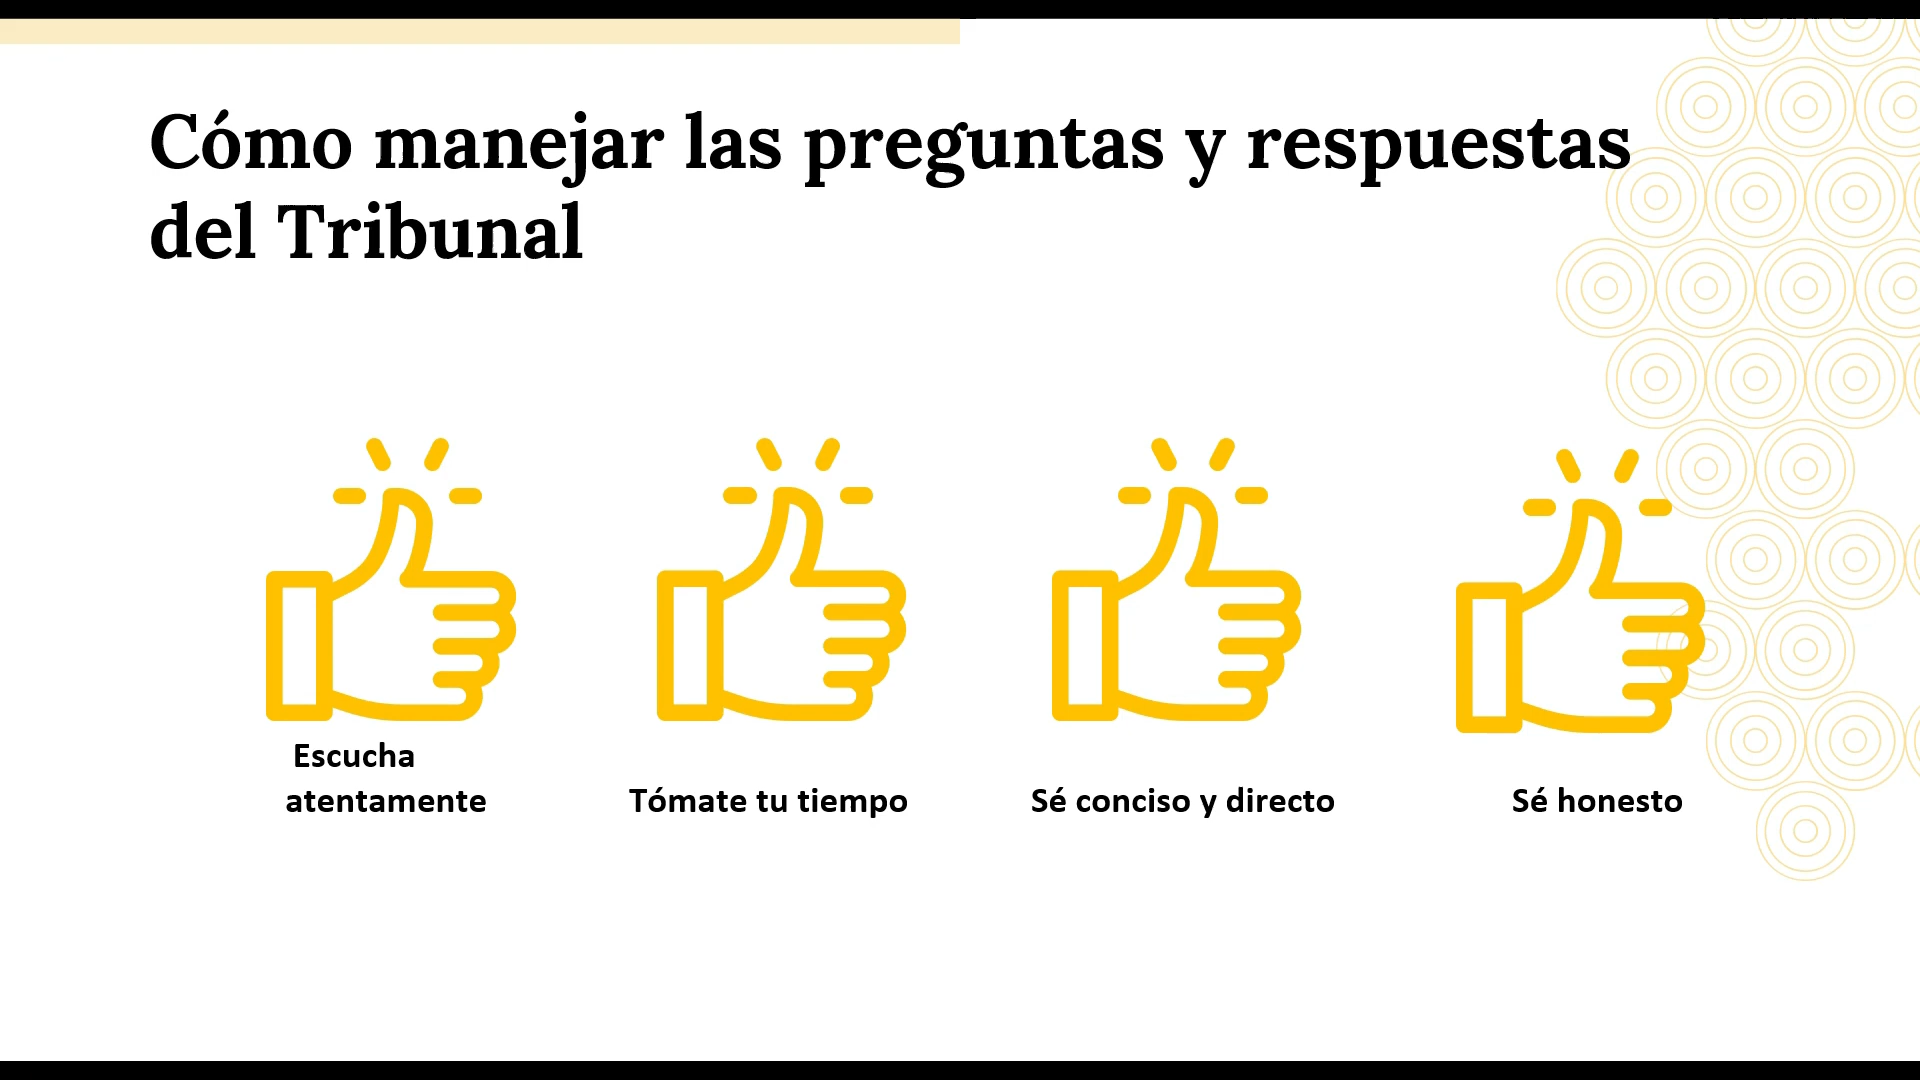 Cómo manejar las preguntas y respuestas
del Tribunal
Escucha
atentamente
Tómate tu tiempo
Sé conciso y directo
Sé honesto